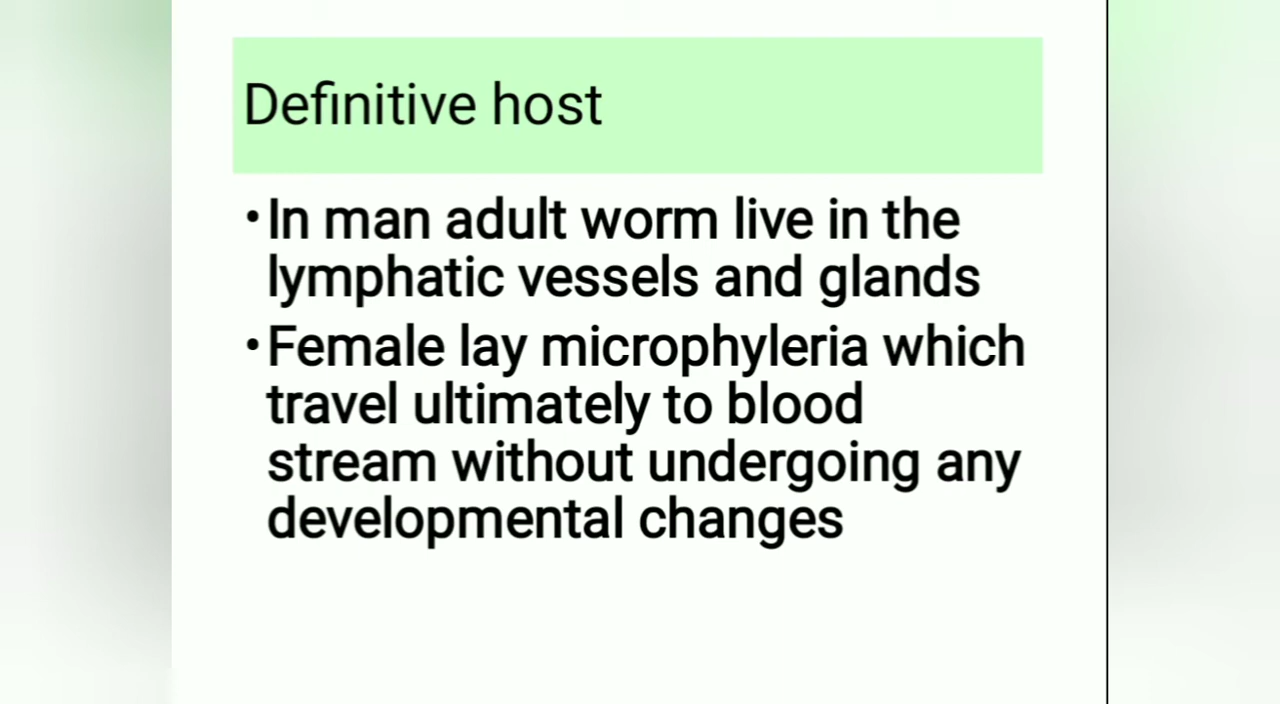 Definitive host
•In man adult worm live in the
lymphatic vessels and glands
•Female lay microphyleria which
travel ultimately to blood
stream without undergoing any
developmental changes